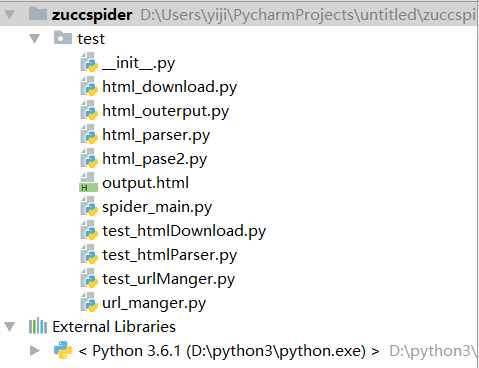 zuccspider D:\Users\yiji\PycharmProjects\untitled\zuccspi
test
__init__.py
html_download.py
html_outerput.py
html_parser.py
html_pase2.py
H output.html
spider_main.py
test_htmlDownload.py
test_htmlParser.py
test_urlManger.py
url_manger.py
External Libraries
< Python 3.6.1 (D:\python3\python.exe) > D:\python3\